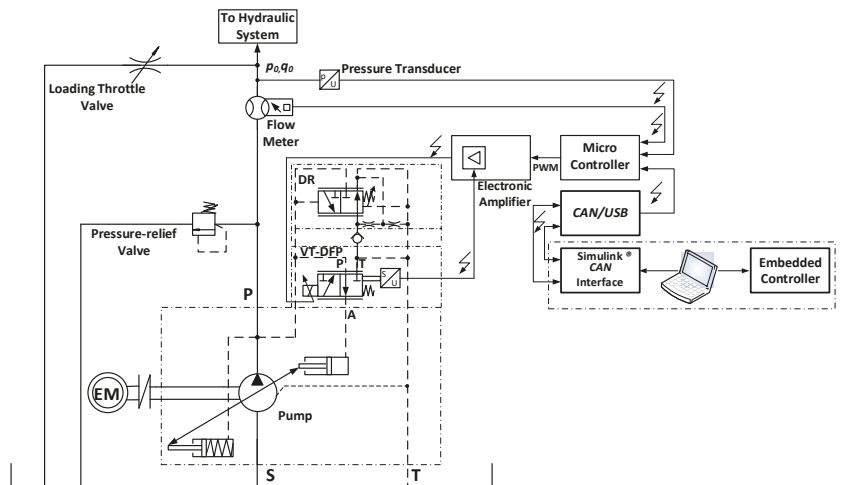 To Hydraulic
System
p₀,q₀
Pressure Transducer
p
U
Loading Throttle
Valve
Flow
Meter
Micro
Controller
PWM
Electronic
Amplifier
DR
CAN/USB
Pressure-relief
Valve
VT-DFP
P
T
S
U
Simulink ®
CAN
Interface
Embedded
Controller
P
A
EM
Pump
S
T